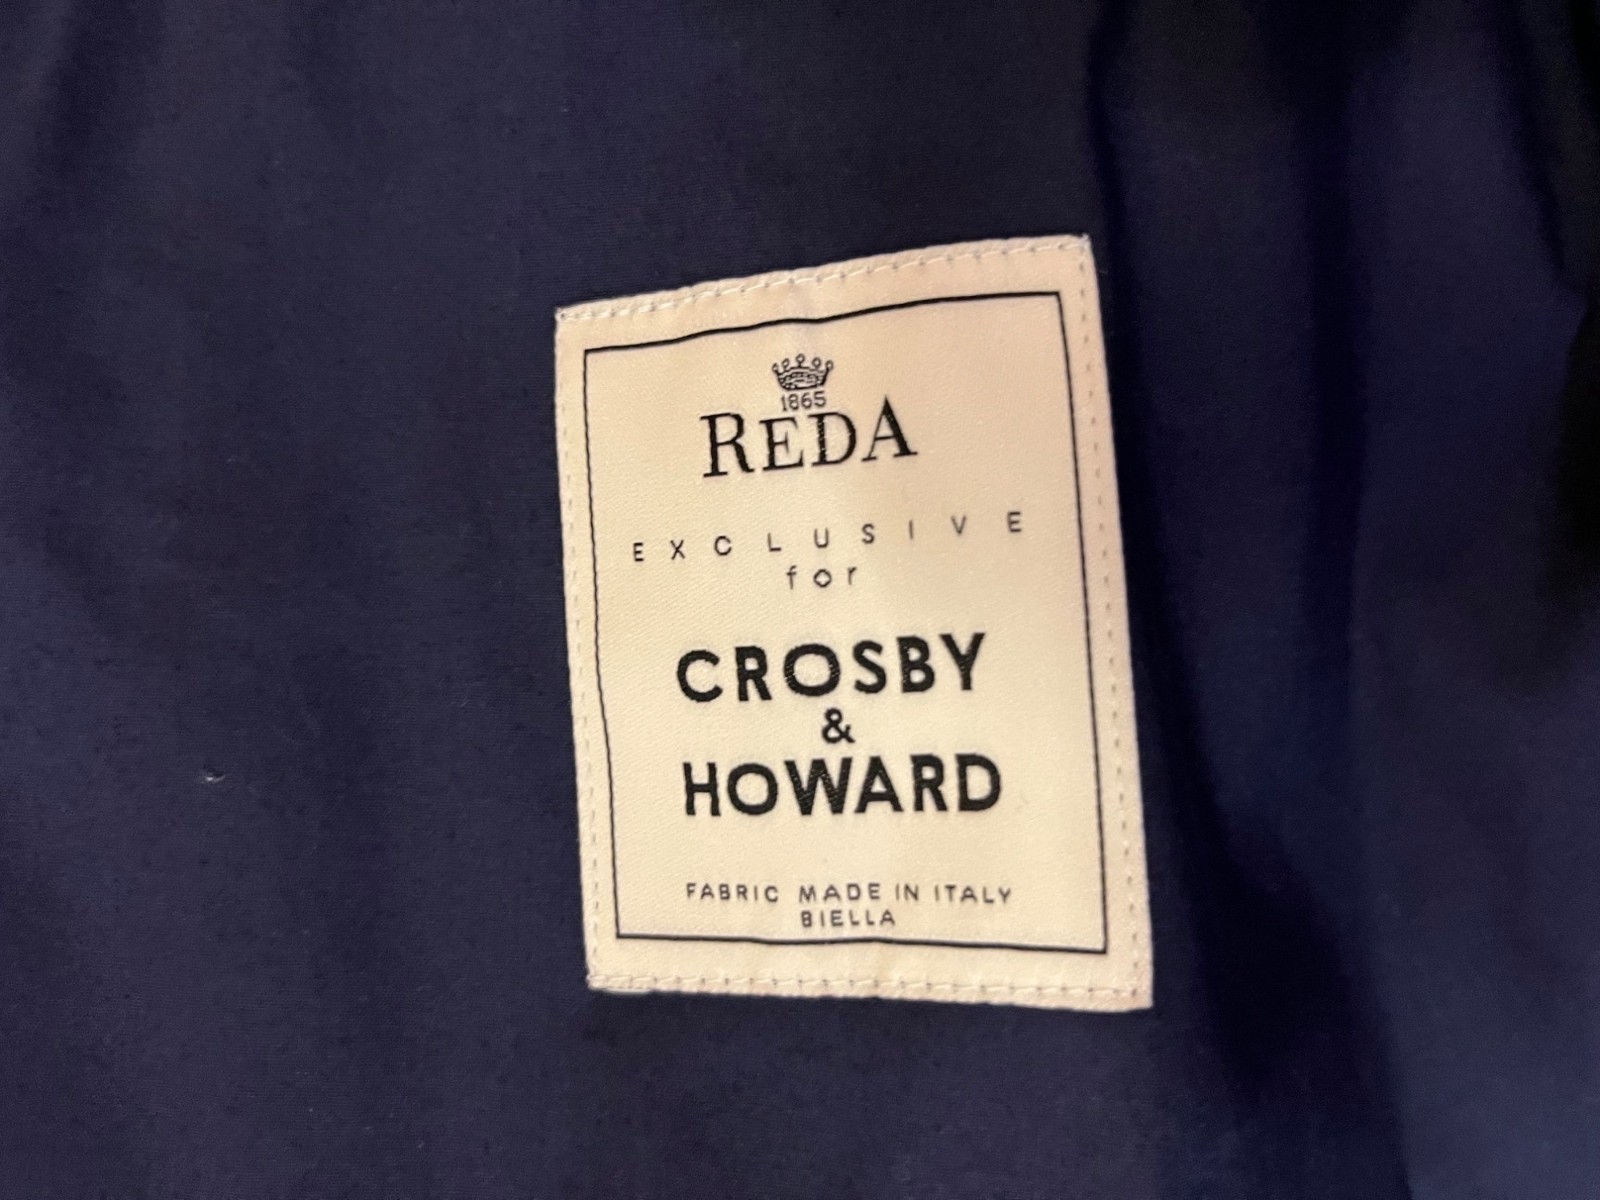 1865
REDA
EXCLUSIVE
for
CROSBY
&
HOWARD
FABRIC MADE IN ITALY
BIELLA